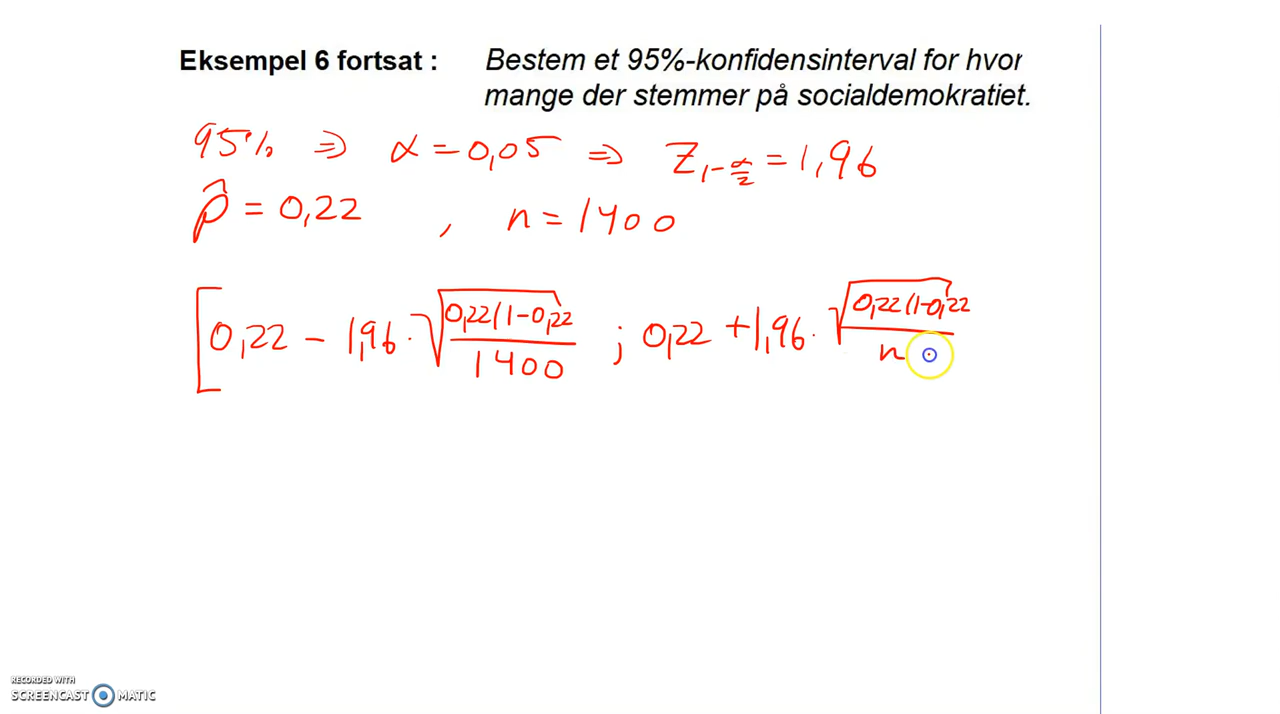 Eksempel 6 fortsat : Bestem et 95%-konfidensinterval for hvor
mange der stemmer på socialdemokratiet.
95% ⇒ α = 0,05 ⇒ Z_{1-α/2} = 1,96
p̂ = 0,22 , n = 1400
[0,22 - 1,96 · √(0,22(1-0,22 / 1400 ; 0,22 + 1,96 · √(0,22(1-0,22 / n
RECORDED WITH
SCREENCAST MATIC